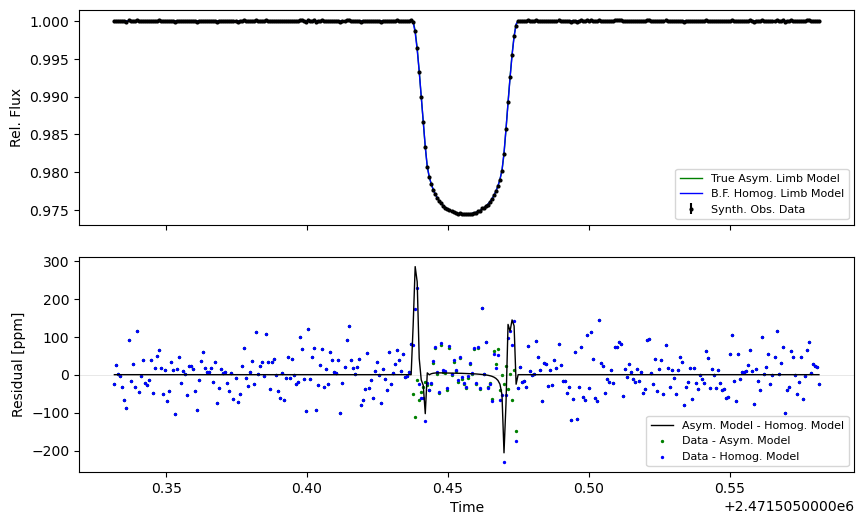 1.000
0.995
0.990
0.985
0.980
0.975
Rel. Flux
True Asym. Limb Model
B.F. Homog. Limb Model
Synth. Obs. Data
300
200
100
0
−100
−200
Residual [ppm]
Asym. Model - Homog. Model
Data - Asym. Model
Data - Homog. Model
0.35
0.40
0.45
0.50
0.55
Time
+2.4715050000e6